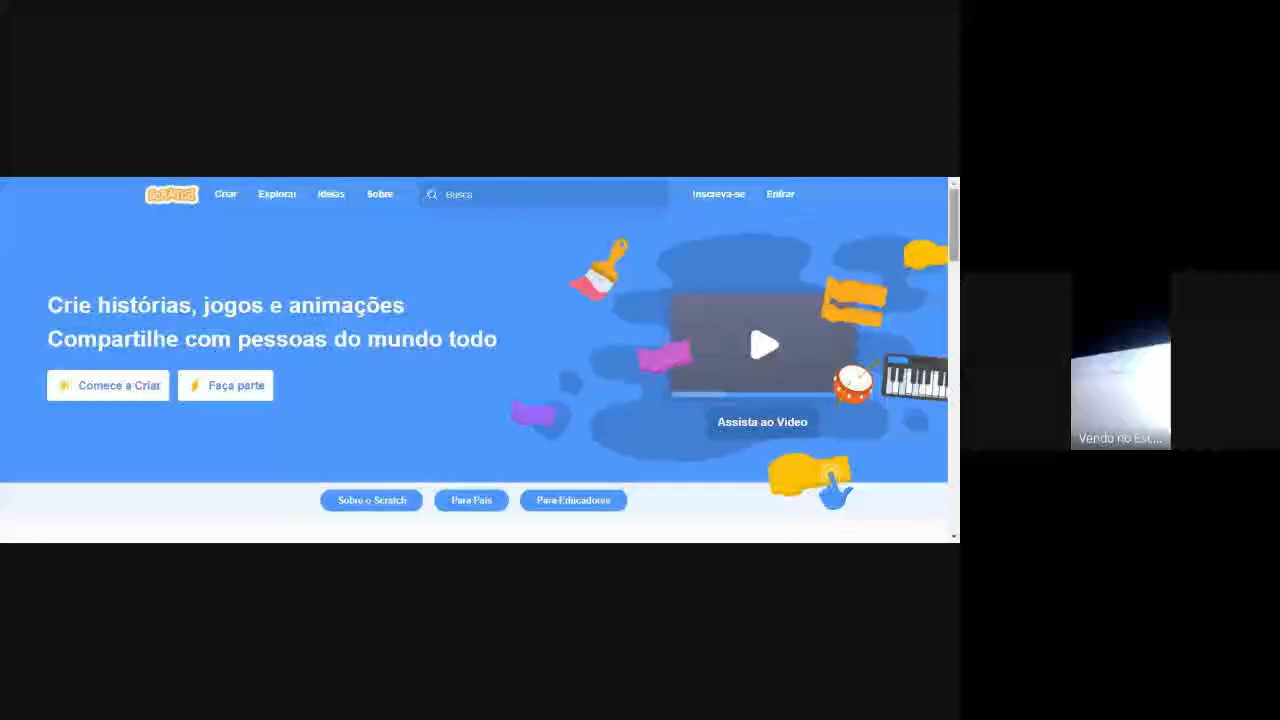 SCRATCH
Criar
Explorar
Ideias
Sobre
Busca
Inscreva-se
Entrar
Crie histórias, jogos e animações
Compartilhe com pessoas do mundo todo
Comece a Criar
Faça parte
Assista ao Vídeo
Sobre o Scratch
Para Pais
Para Educadores